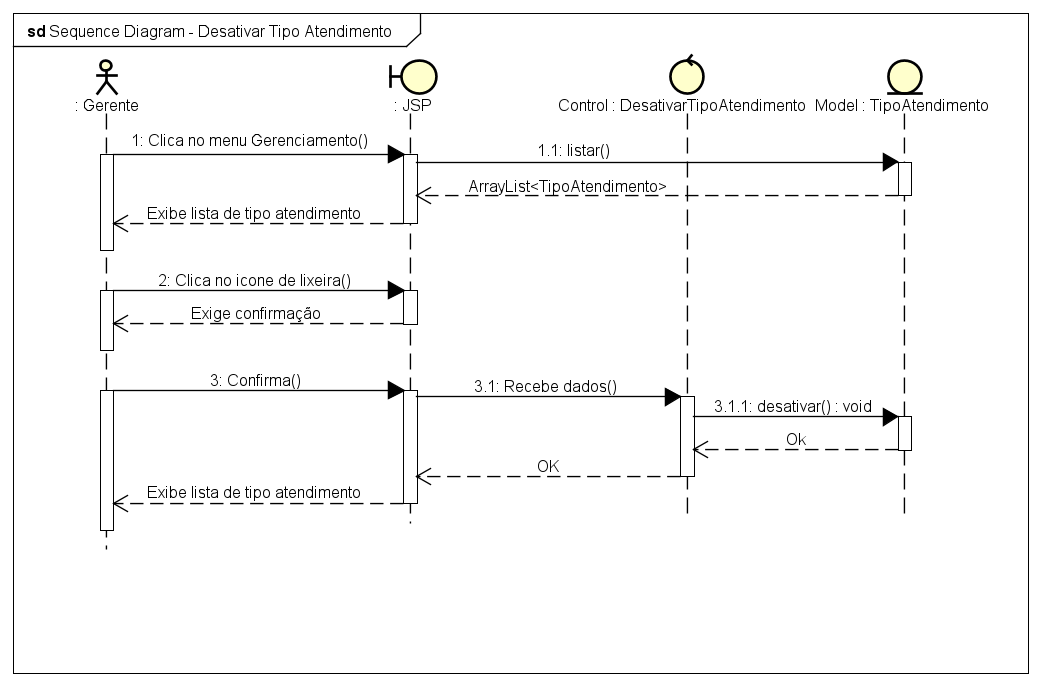 sd Sequence Diagram - Desativar Tipo Atendimento
: Gerente
: JSP
Control : DesativarTipoAtendimento
Model : TipoAtendimento
1: Clica no menu Gerenciamento()
1.1: listar()
ArrayList<TipoAtendimento>
Exibe lista de tipo atendimento
2: Clica no icone de lixeira()
Exige confirmação
3: Confirma()
3.1: Recebe dados()
3.1.1: desativar() : void
Ok
OK
Exibe lista de tipo atendimento